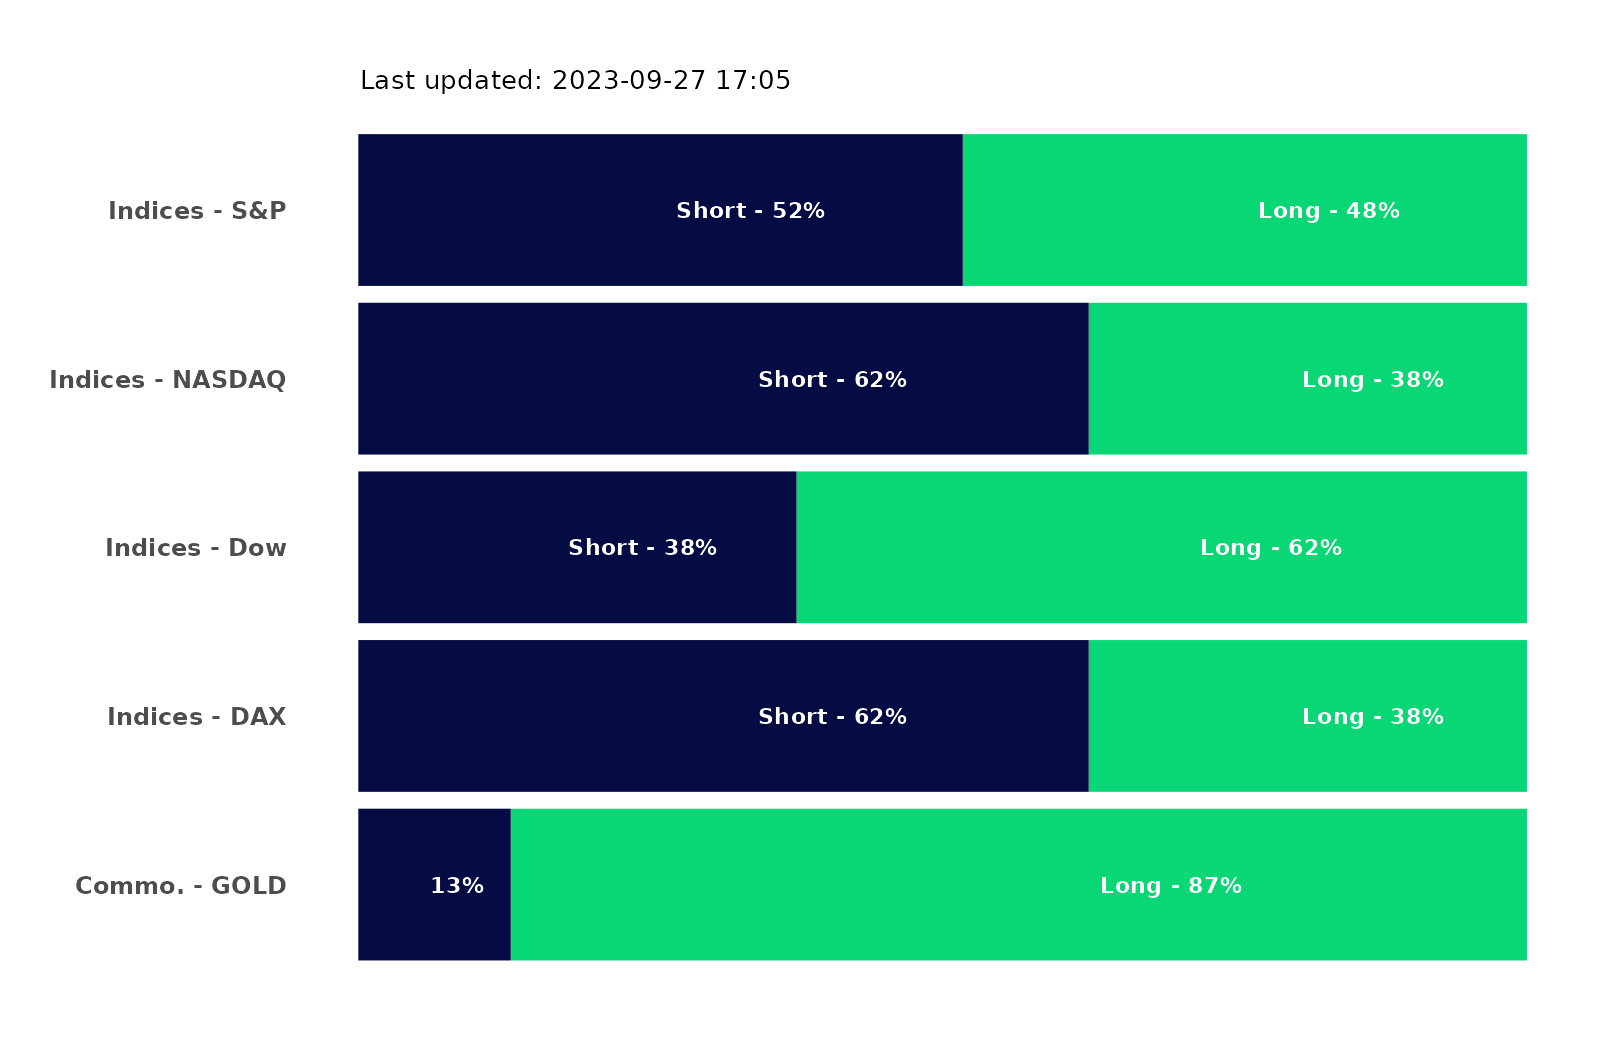 Last updated: 2023-09-27 17:05
Indices - S&P Short - 52% Long - 48%
Indices - NASDAQ Short - 62% Long - 38%
Indices - Dow Short - 38% Long - 62%
Indices - DAX Short - 62% Long - 38%
Commo. - GOLD 13% Long - 87%